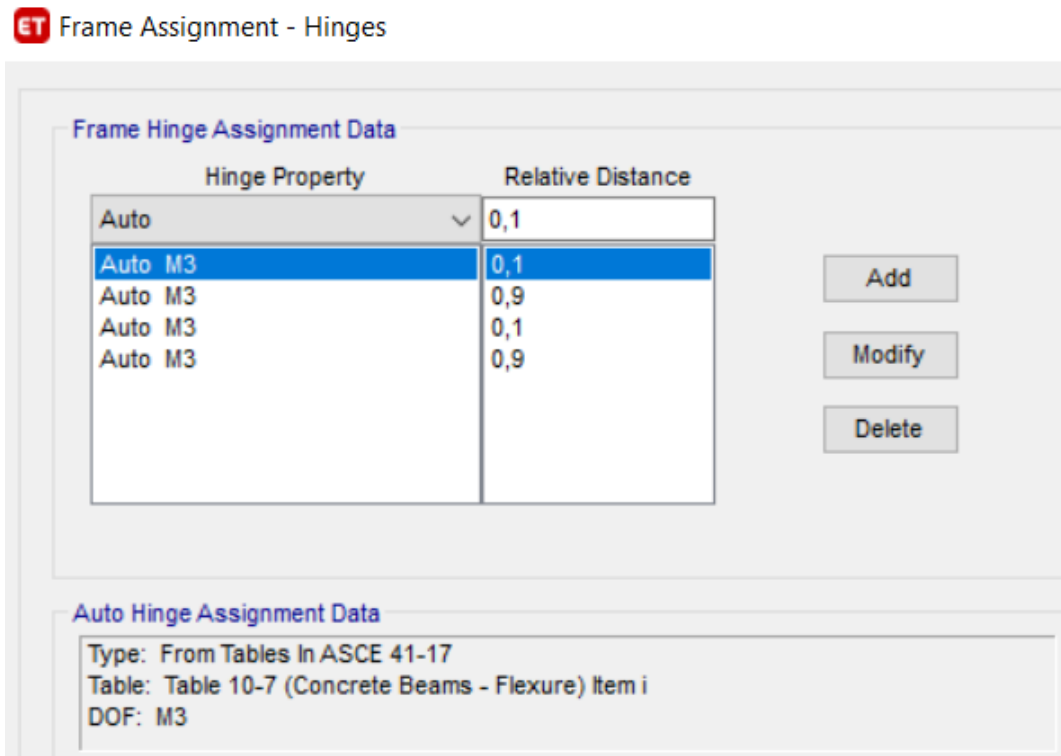 ET Frame Assignment - Hinges
Frame Hinge Assignment Data
Hinge Property Relative Distance
Auto 0,1
Auto M3 0,1
Auto M3 0,9
Auto M3 0,1
Auto M3 0,9
Add
Modify
Delete
Auto Hinge Assignment Data
Type: From Tables In ASCE 41-17
Table: Table 10-7 (Concrete Beams - Flexure) Item i
DOF: M3